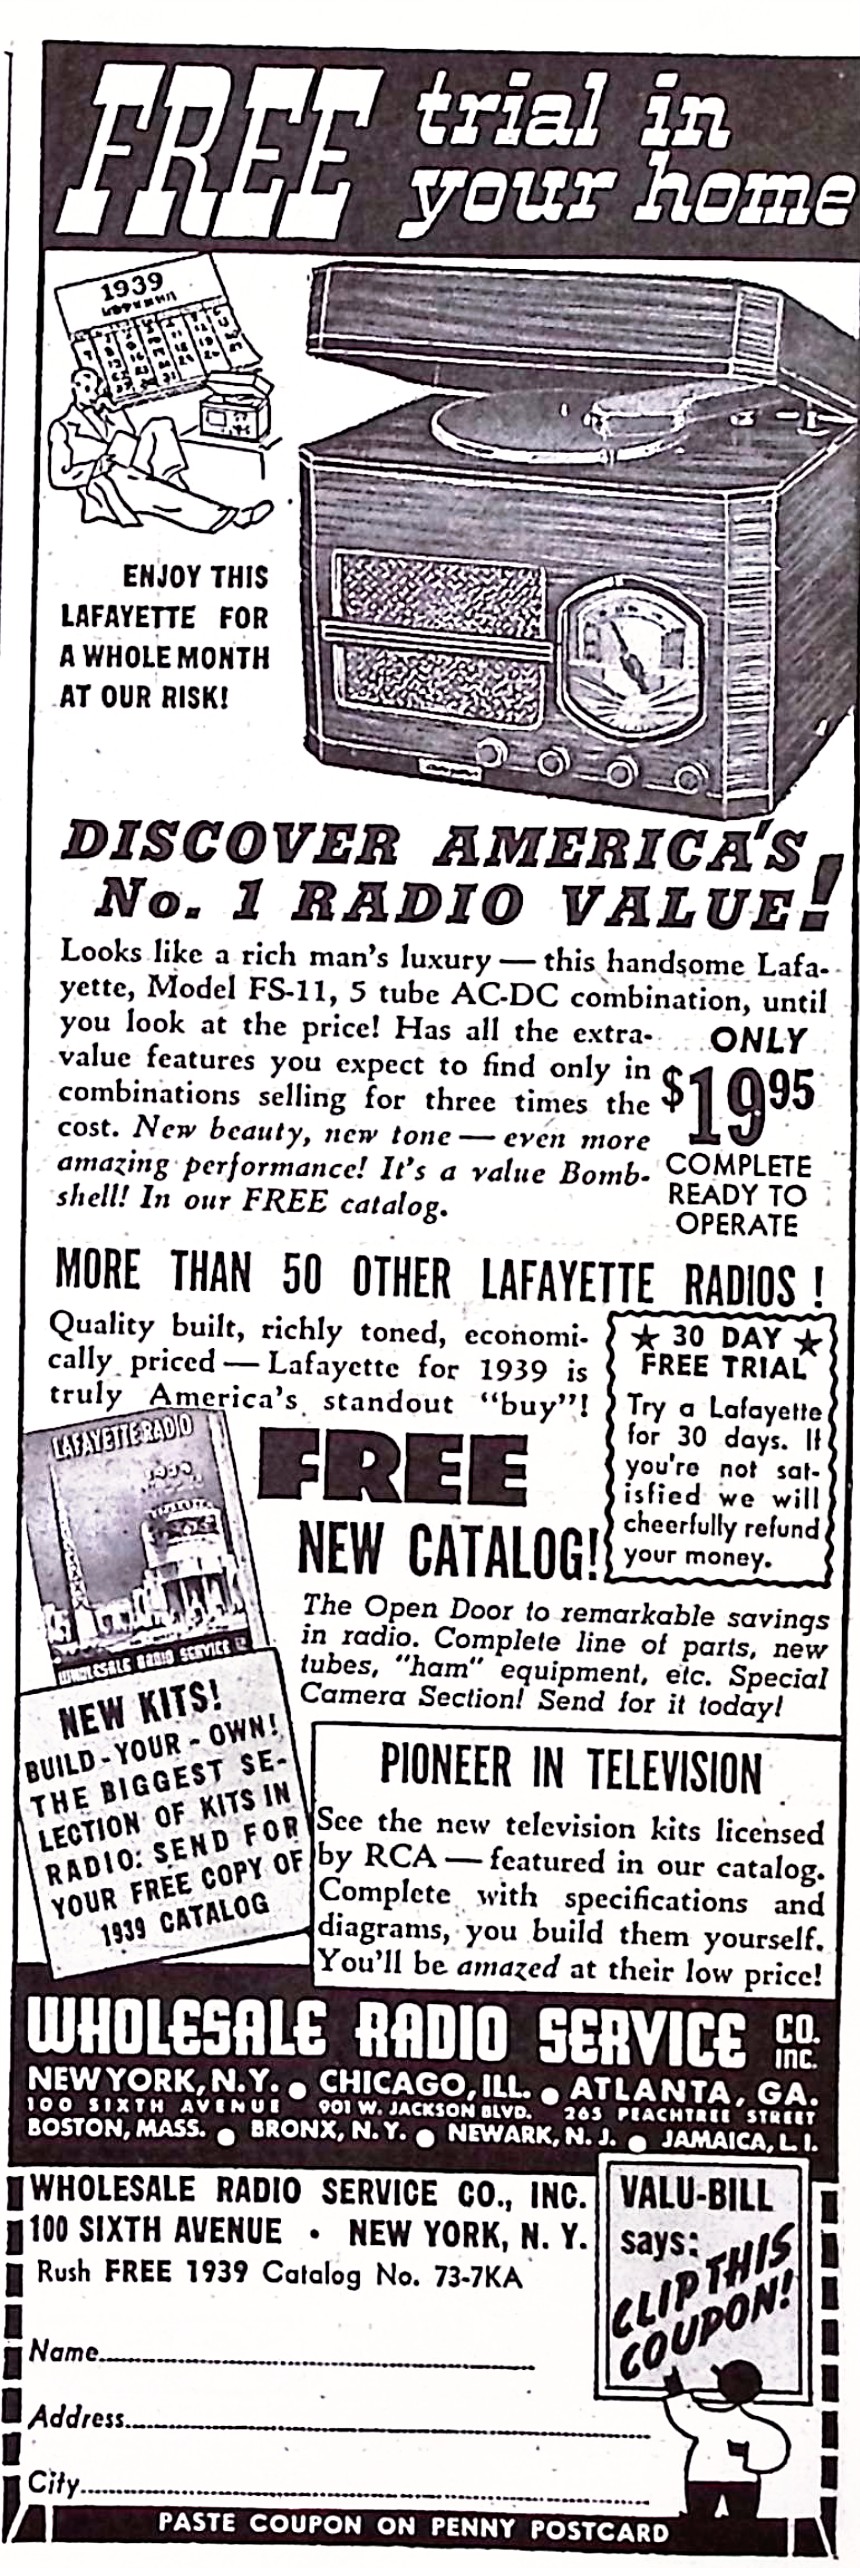 FREE trial in
your home
1939
ENJOY THIS
LAFAYETTE FOR
A WHOLE MONTH
AT OUR RISK!
DISCOVER AMERICA'S
No. 1 RADIO VALUE!
Looks like a rich man's luxury — this handsome Lafa-
yette, Model FS-11, 5 tube AC-DC combination, until
you look at the price! Has all the extra-
value features you expect to find only in
combinations selling for three times the
cost. New beauty, new tone — even more
amazing performance! It's a value Bomb-
shell! In our FREE catalog.
ONLY
$19 95
COMPLETE
READY TO
OPERATE
MORE THAN 50 OTHER LAFAYETTE RADIOS!
Quality built, richly toned, economi-
cally priced — Lafayette for 1939 is
truly America's standout "buy"!
★ 30 DAY ★
FREE TRIAL
Try a Lafayette
for 30 days. If
you're not sat-
isfied we will
cheerfully refund
your money.
LAFAYETTE RADIO
1939
WHOLESALE RADIO SERVICE
FREE
NEW CATALOG!
The Open Door to remarkable savings
in radio. Complete line of parts, new
tubes, "ham" equipment, etc. Special
Camera Section! Send for it today!
NEW KITS!
BUILD-YOUR-OWN!
THE BIGGEST SE-
LECTION OF KITS IN
RADIO: SEND FOR
YOUR FREE COPY OF
1939 CATALOG
PIONEER IN TELEVISION
See the new television kits licensed
by RCA — featured in our catalog.
Complete with specifications and
diagrams, you build them yourself.
You'll be amazed at their low price!
WHOLESALE RADIO SERVICE CO. INC.
NEW YORK, N.Y. ● CHICAGO, ILL. ● ATLANTA, GA.
100 SIXTH AVENUE 901 W. JACKSON BLVD. 265 PEACHTREE STREET
BOSTON, MASS. ● BRONX, N.Y. ● NEWARK, N. J. ● JAMAICA, L. I.
WHOLESALE RADIO SERVICE CO., INC.
100 SIXTH AVENUE • NEW YORK, N. Y.
Rush FREE 1939 Catalog No. 73-7KA
Name
Address
City
VALU-BILL
says:
CLIP THIS
COUPON!
PASTE COUPON ON PENNY POSTCARD